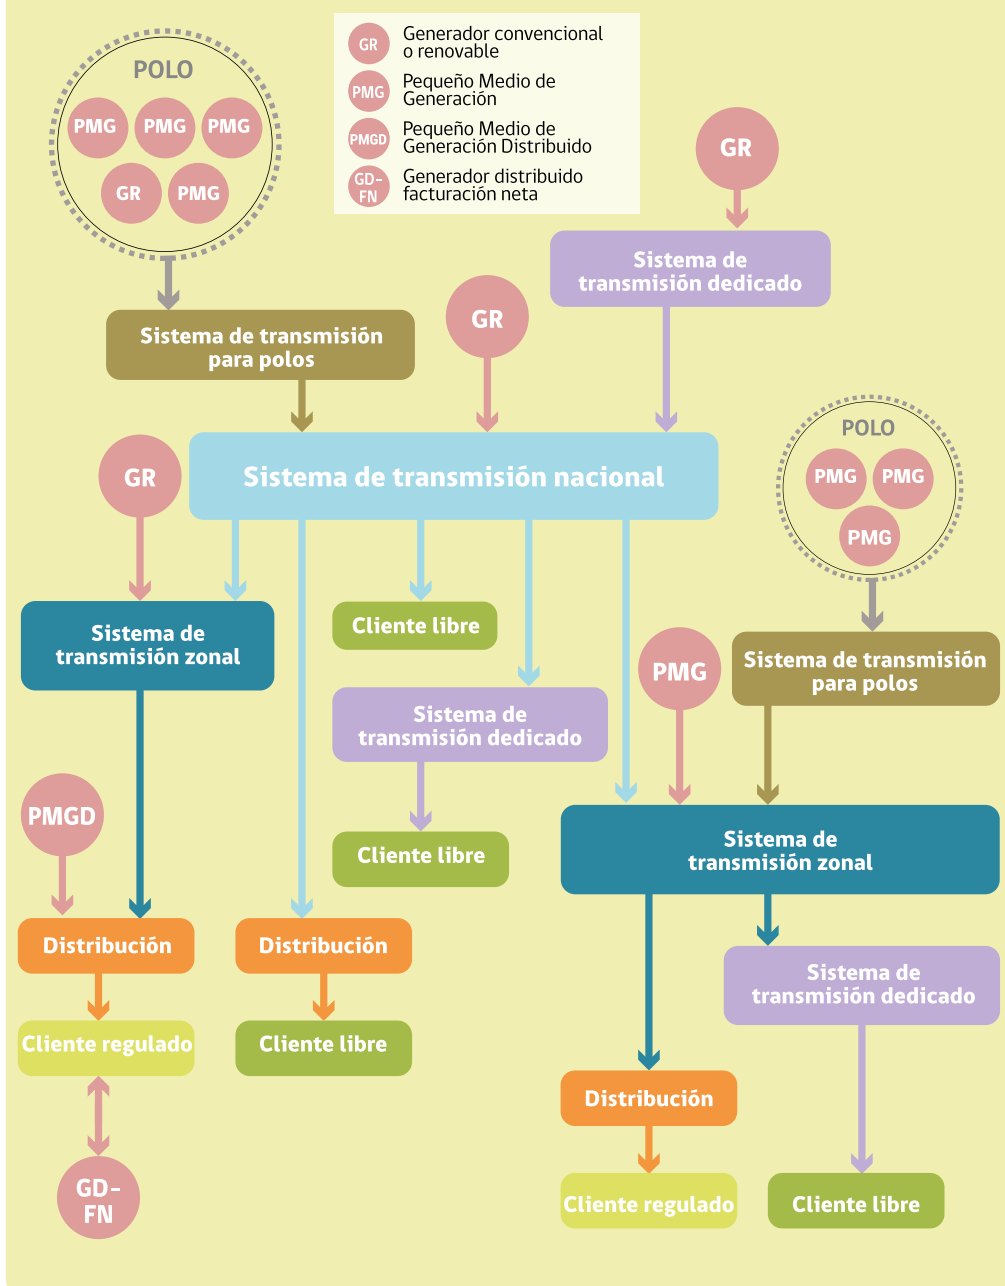 POLO
PMG
PMG
PMG
GR
PMG
GR
Generador convencional
o renovable
PMG
Pequeño Medio de
Generación
PMGD
Pequeño Medio de
Generación Distribuido
GD-
FN
Generador distribuido
facturación neta
GR
Sistema de
transmisión dedicado
GR
Sistema de transmisión
para polos
GR
Sistema de transmisión nacional
POLO
PMG
PMG
PMG
Sistema de
transmisión zonal
Cliente libre
PMG
Sistema de transmisión
para polos
Sistema de
transmisión dedicado
PMGD
Cliente libre
Sistema de
transmisión zonal
Distribución
Distribución
Sistema de
transmisión dedicado
Cliente regulado
Cliente libre
Distribución
GD-
FN
Cliente regulado
Cliente libre